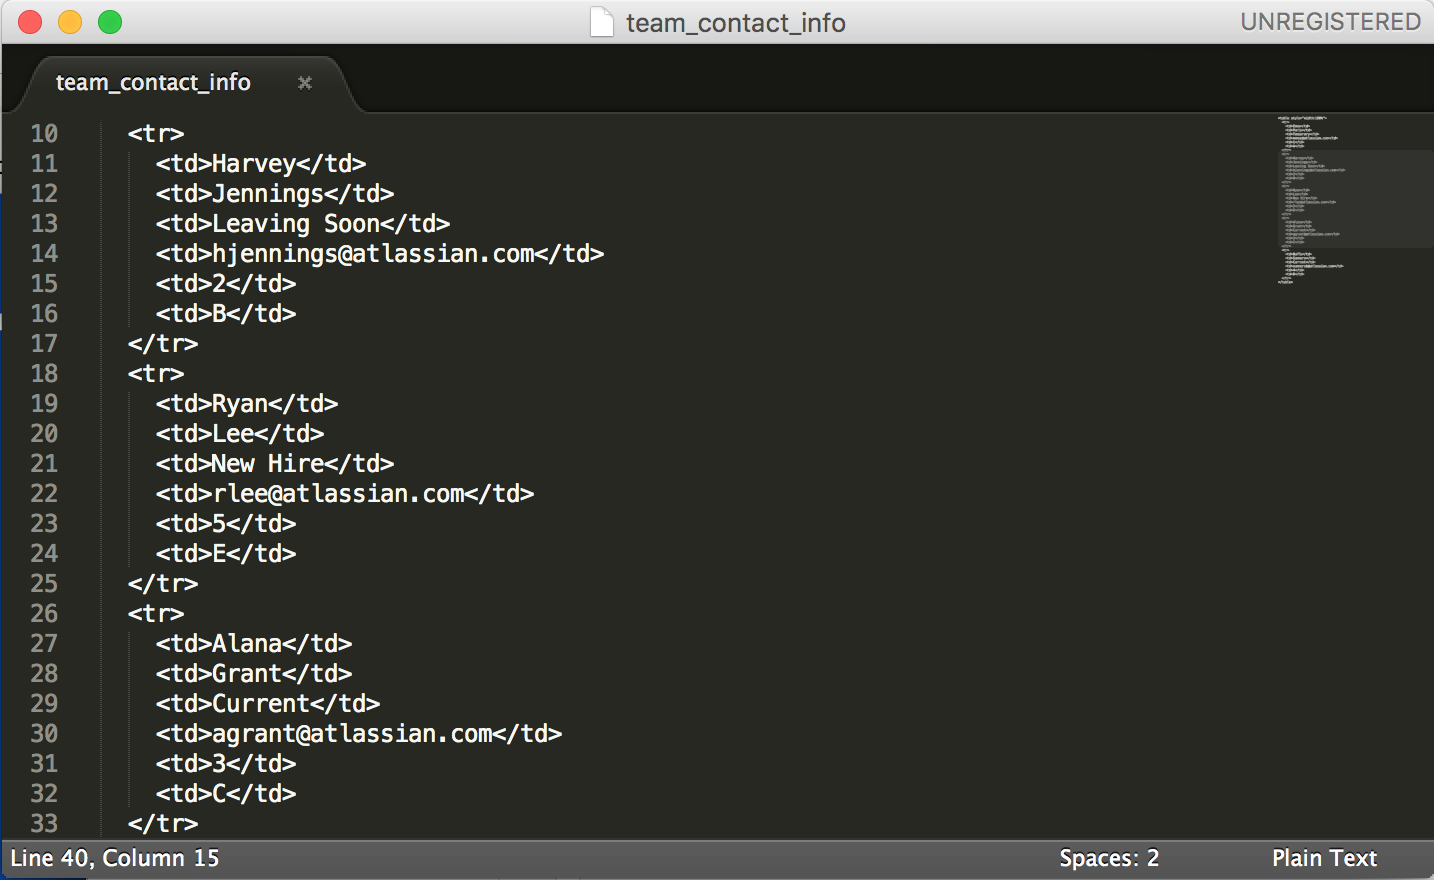 team_contact_info
UNREGISTERED
team_contact_info
10 <tr>
11 <td>Harvey</td>
12 <td>Jennings</td>
13 <td>Leaving Soon</td>
14 <td>hjennings@atlassian.com</td>
15 <td>2</td>
16 <td>B</td>
17 </tr>
18 <tr>
19 <td>Ryan</td>
20 <td>Lee</td>
21 <td>New Hire</td>
22 <td>rlee@atlassian.com</td>
23 <td>5</td>
24 <td>E</td>
25 </tr>
26 <tr>
27 <td>Alana</td>
28 <td>Grant</td>
29 <td>Current</td>
30 <td>agrant@atlassian.com</td>
31 <td>3</td>
32 <td>C</td>
33 </tr>
Line 40, Column 15
Spaces: 2
Plain Text